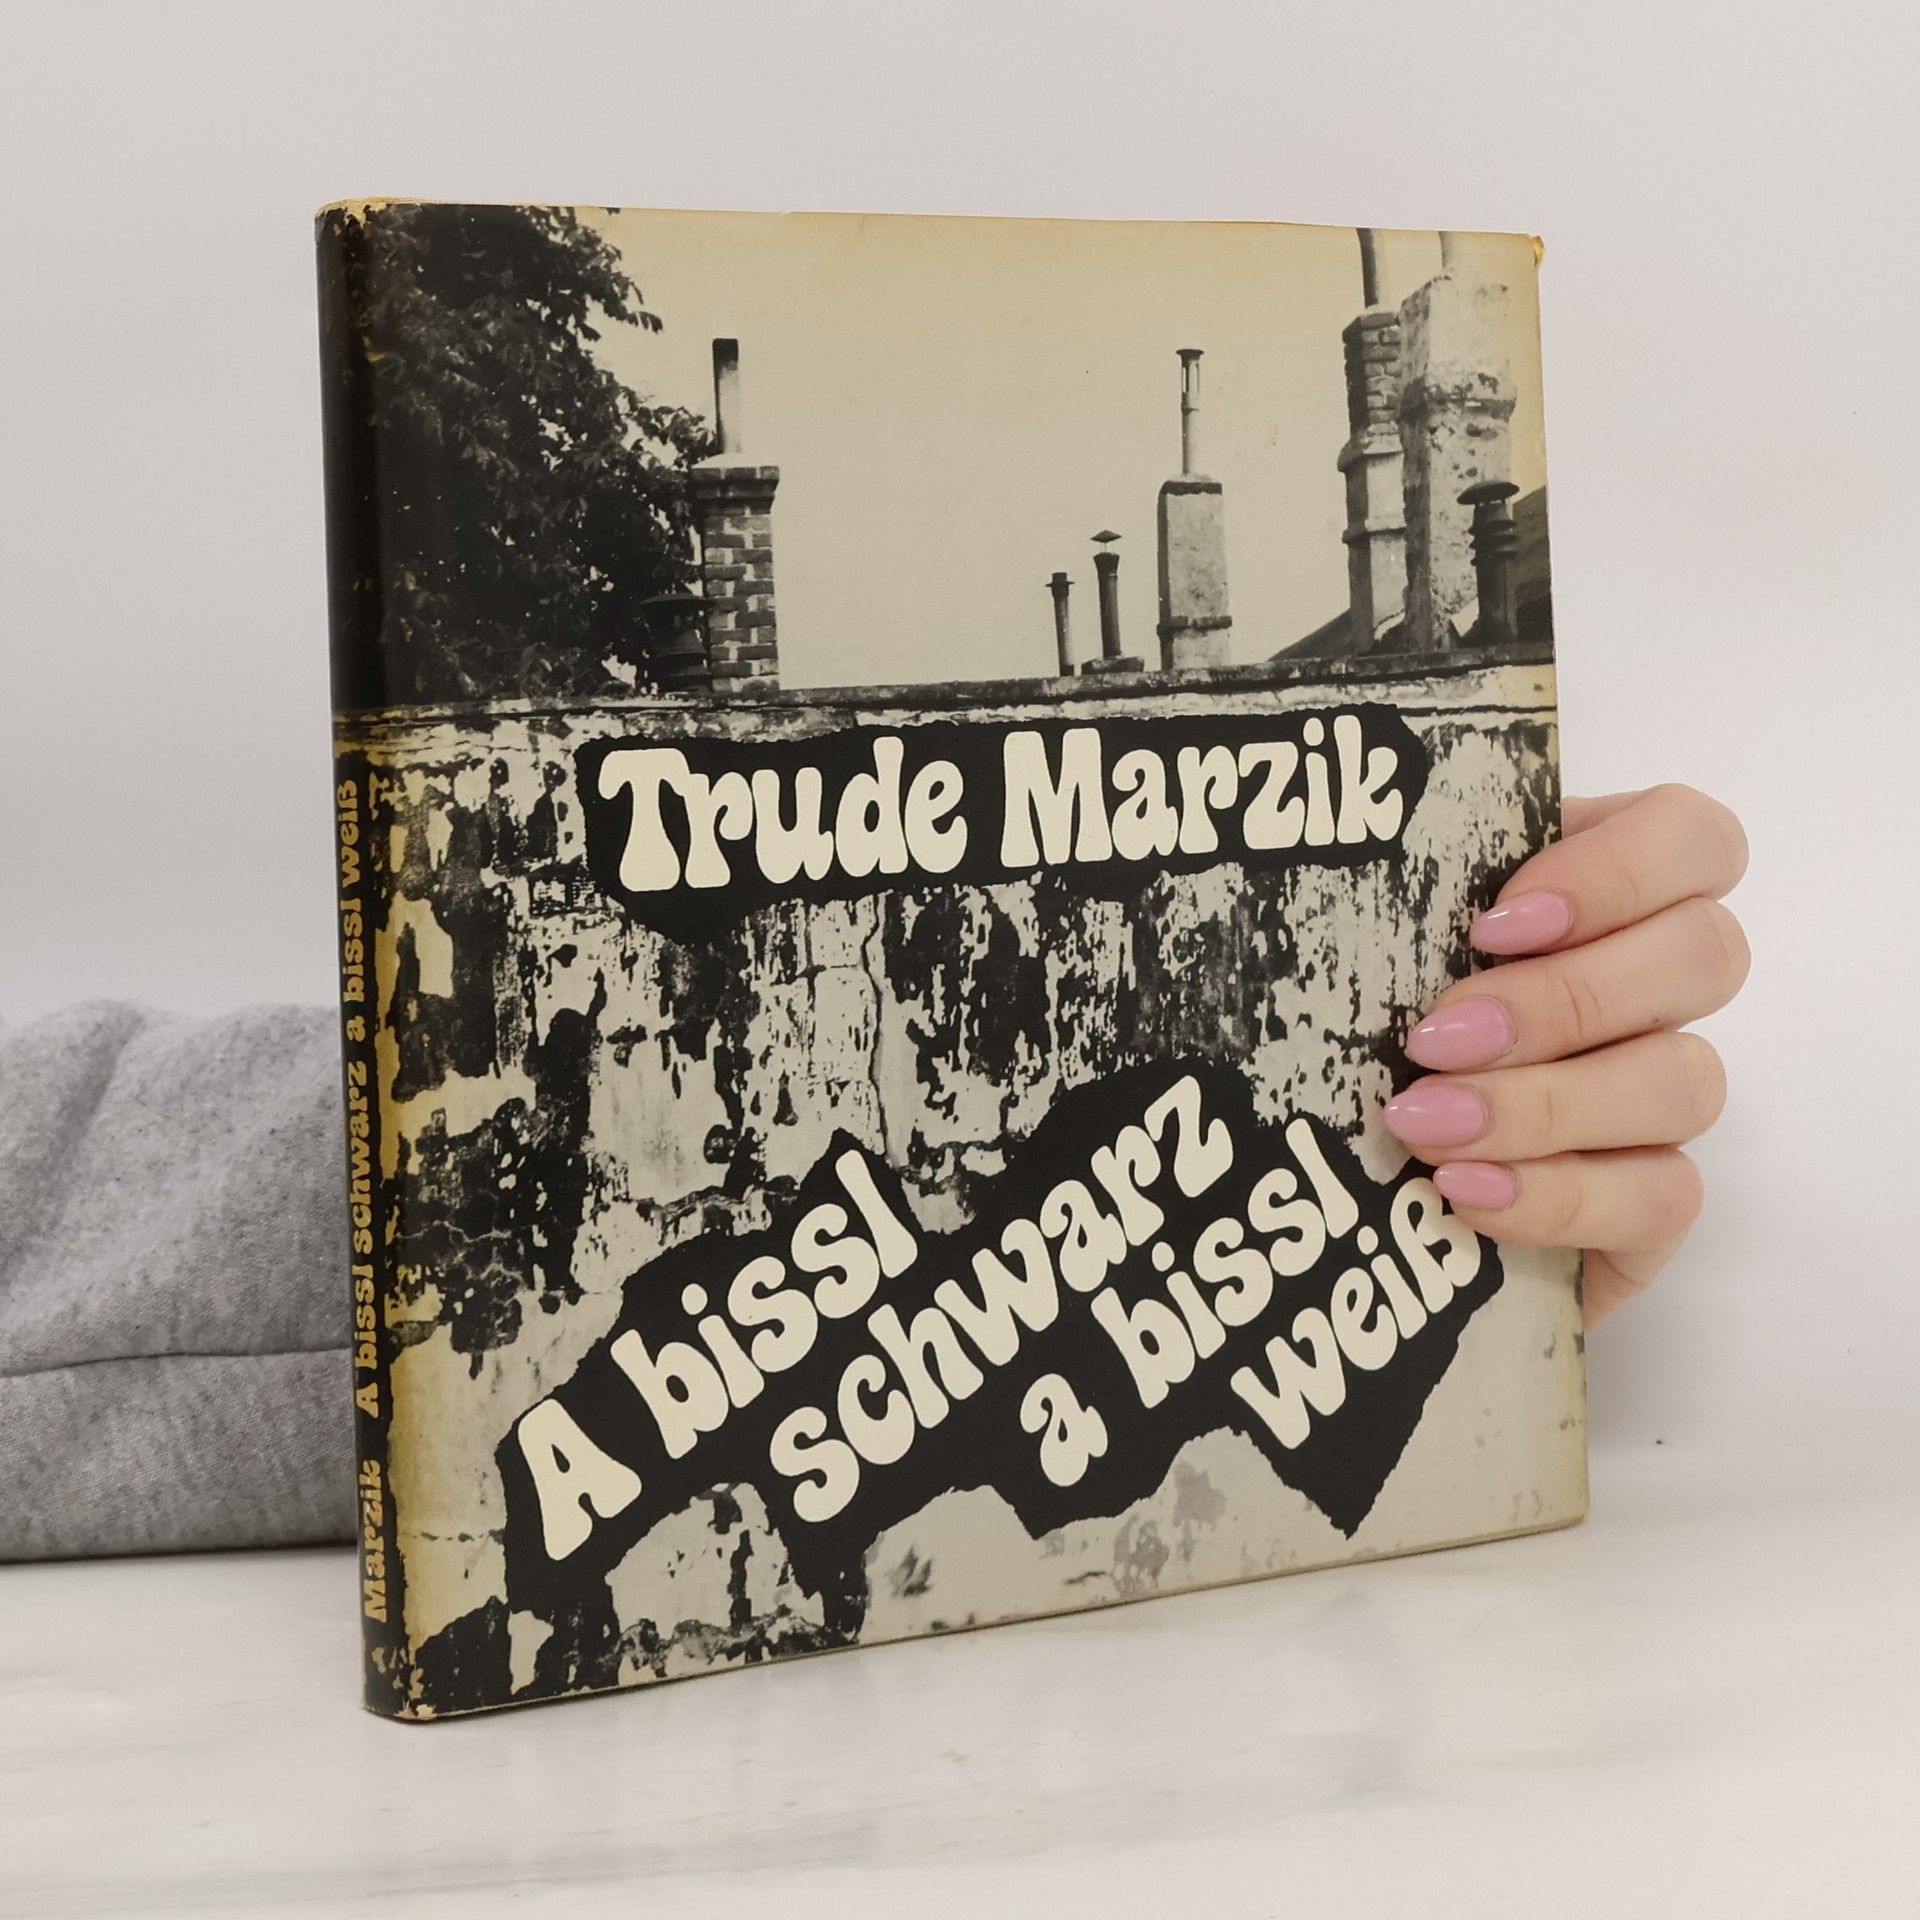 Trude Marzik
A bissl
schwarz
a bissl
weiß
Marzik A bissl schwarz a bissl weiß